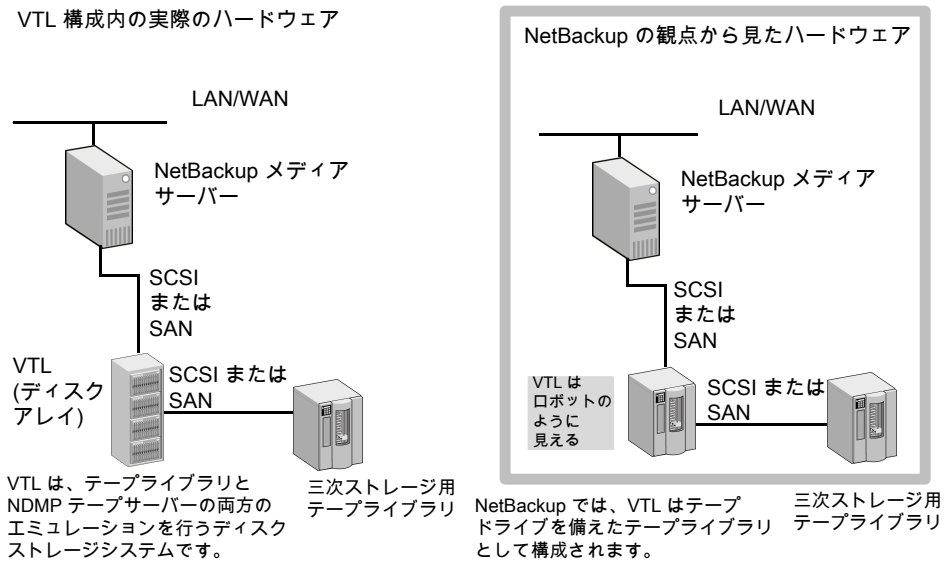 VTL 構成内の実際のハードウェア
LAN/WAN
NetBackup メディア
サーバー
SCSI
または
SAN
VTL
(ディスク
アレイ)
SCSI または
SAN
VTL は、テープライブラリと
NDMP テープサーバーの両方の
エミュレーションを行うディスク
ストレージシステムです。
三次ストレージ用
テープライブラリ
NetBackup の観点から見たハードウェア
LAN/WAN
NetBackup メディア
サーバー
SCSI
または
SAN
VTL は
ロボットの
ように
見える
SCSI または
SAN
NetBackup では、VTL はテープ
ドライブを備えたテープライブラリ
として構成されます。
三次ストレージ用
テープライブラリ